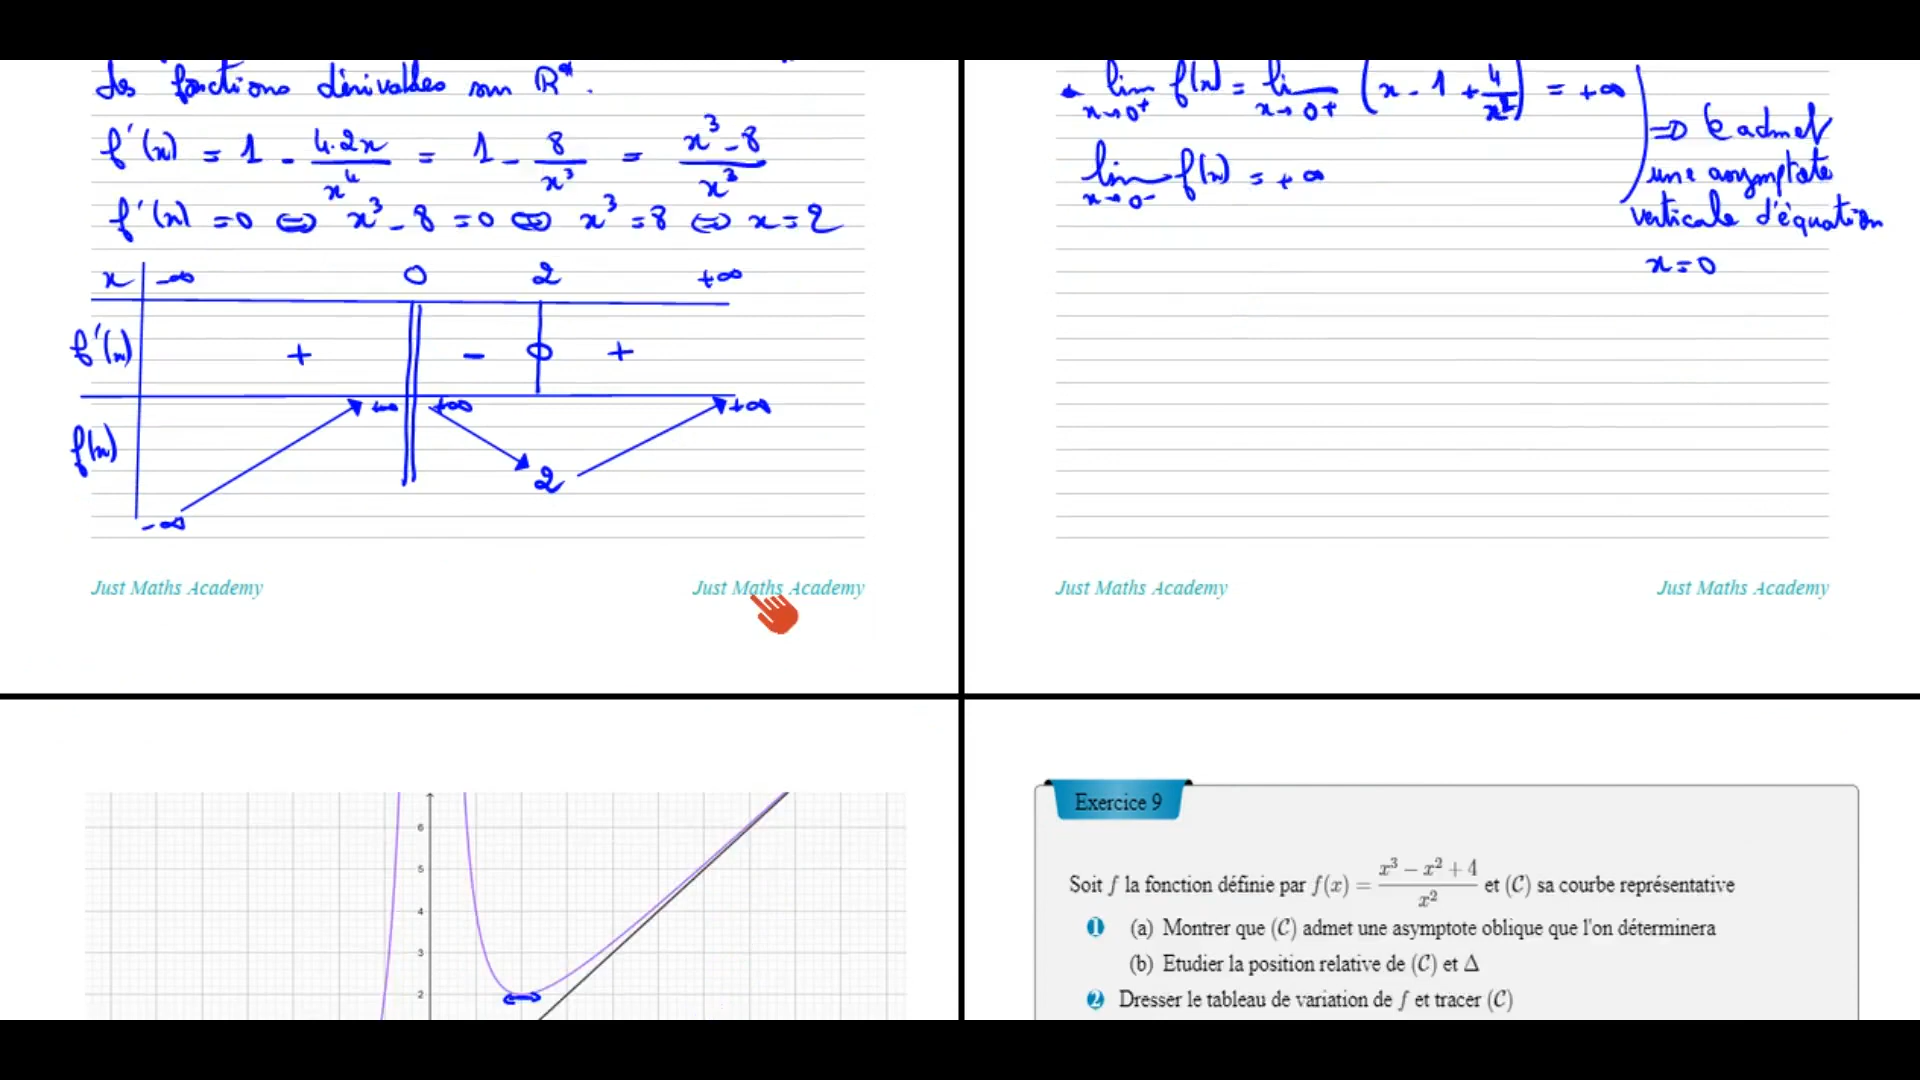 des fonctions dérivables sur ℝ*.
f'(x) = 1 - 4.2x/x⁴ = 1 - 8/x³ = x³-8/x³
f'(x) = 0 ⇔ x³-8 = 0 ⇔ x³ = 8 ⇔ x = 2
x -∞ 0 2 +∞
f'(x) + - 0 +
f(x) -∞ +∞ +∞ 2 +∞
Just Maths Academy Just Maths Academy
lim x→0⁺ f(x) = lim x→0⁺ (x - 1 + 4/x²) = +∞
lim x→0⁻ f(x) = +∞
⇒ C admet
une asymptote
verticale d'équation
x = 0
Just Maths Academy Just Maths Academy
6
5
4
3
2
Exercice 9
Soit f la fonction définie par f(x) = x³ − x² + 4/x² et (C) sa courbe représentative
1 (a) Montrer que (C) admet une asymptote oblique que l'on déterminera
(b) Etudier la position relative de (C) et Δ
2 Dresser le tableau de variation de f et tracer (C)